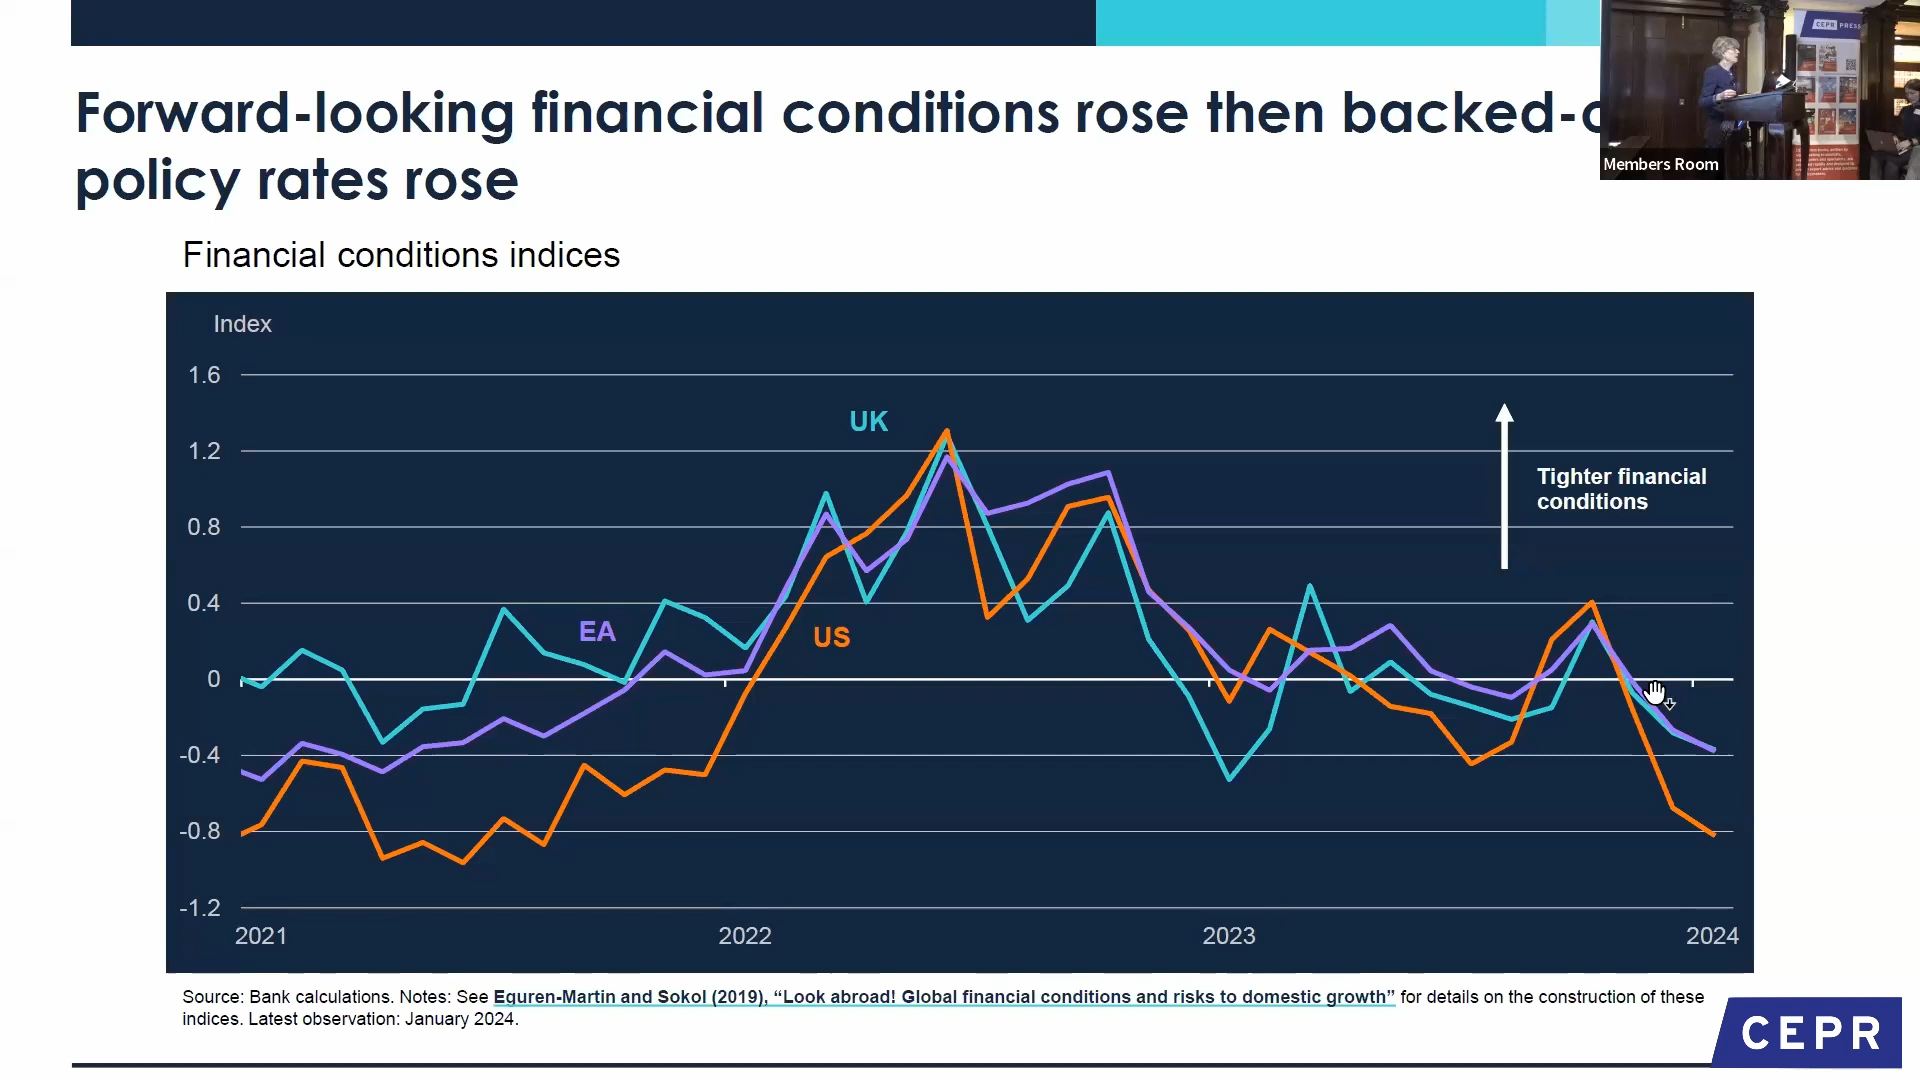 Forward-looking financial conditions rose then backed-
policy rates rose
Members Room
CEPR PRESS
Financial conditions indices
Index
1.6
1.2
0.8
0.4
0
-0.4
-0.8
-1.2
UK
EA
US
Tighter financial
conditions
2021
2022
2023
2024
Source: Bank calculations. Notes: See Eguren-Martin and Sokol (2019), “Look abroad! Global financial conditions and risks to domestic growth” for details on the construction of these
indices. Latest observation: January 2024.
CEPR